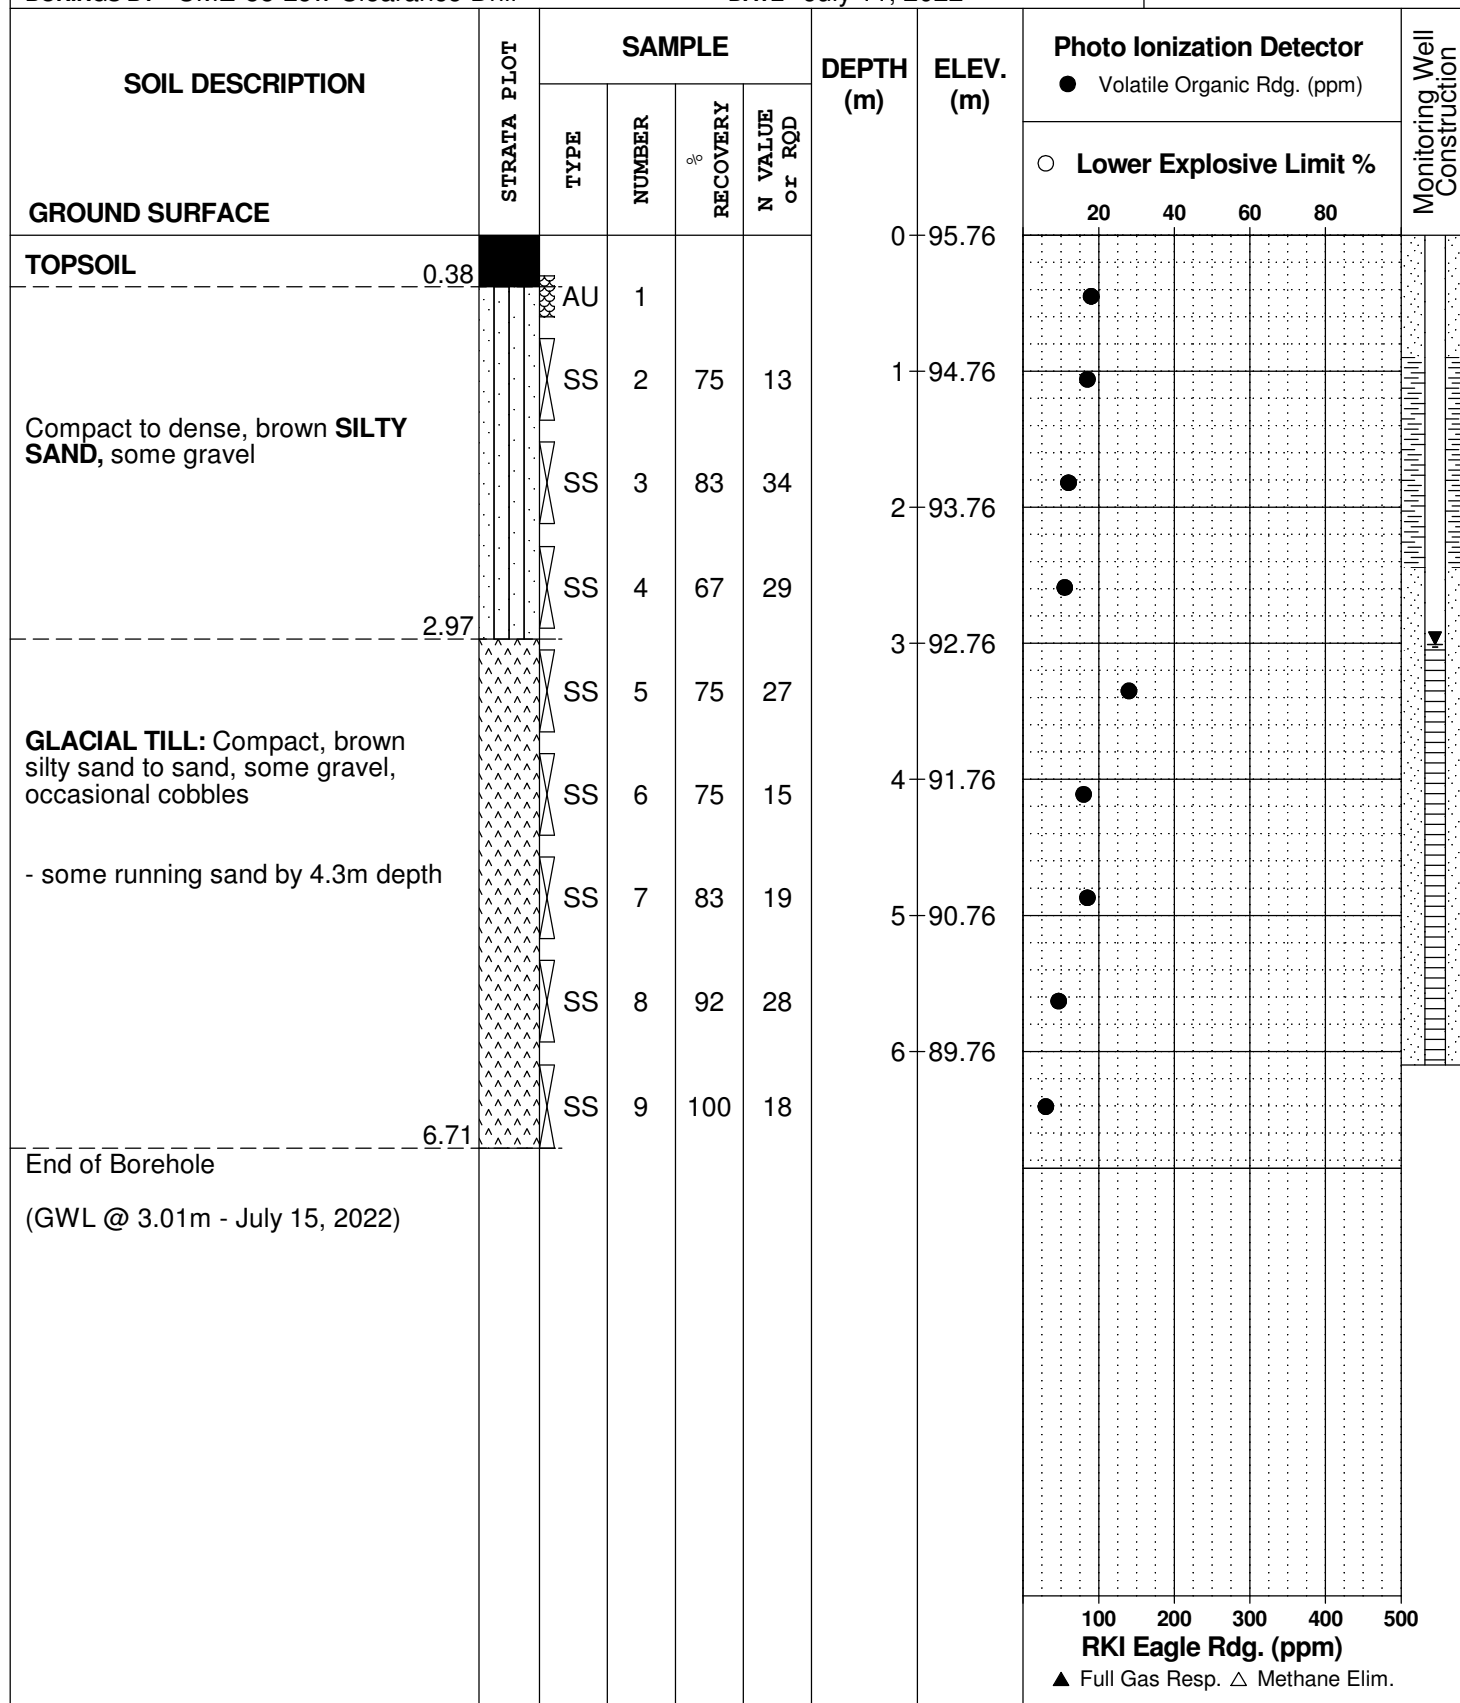 SOIL DESCRIPTION
GROUND SURFACE
STRATA PLOT
SAMPLE
TYPE
NUMBER
% RECOVERY
N VALUE
or RQD
DEPTH
(m)
ELEV.
(m)
Photo Ionization Detector
● Volatile Organic Rdg. (ppm)
○ Lower Explosive Limit %
20 40 60 80
Monitoring Well
Construction
0 95.76
TOPSOIL
0.38
AU 1
1 94.76
SS 2 75 13
Compact to dense, brown SILTY
SAND, some gravel
SS 3 83 34
2 93.76
SS 4 67 29
2.97
3 92.76
SS 5 75 27
GLACIAL TILL: Compact, brown
silty sand to sand, some gravel,
occasional cobbles
4 91.76
SS 6 75 15
- some running sand by 4.3m depth
SS 7 83 19
5 90.76
SS 8 92 28
6 89.76
SS 9 100 18
6.71
End of Borehole
(GWL @ 3.01m - July 15, 2022)
100 200 300 400 500
RKI Eagle Rdg. (ppm)
▲ Full Gas Resp. △ Methane Elim.